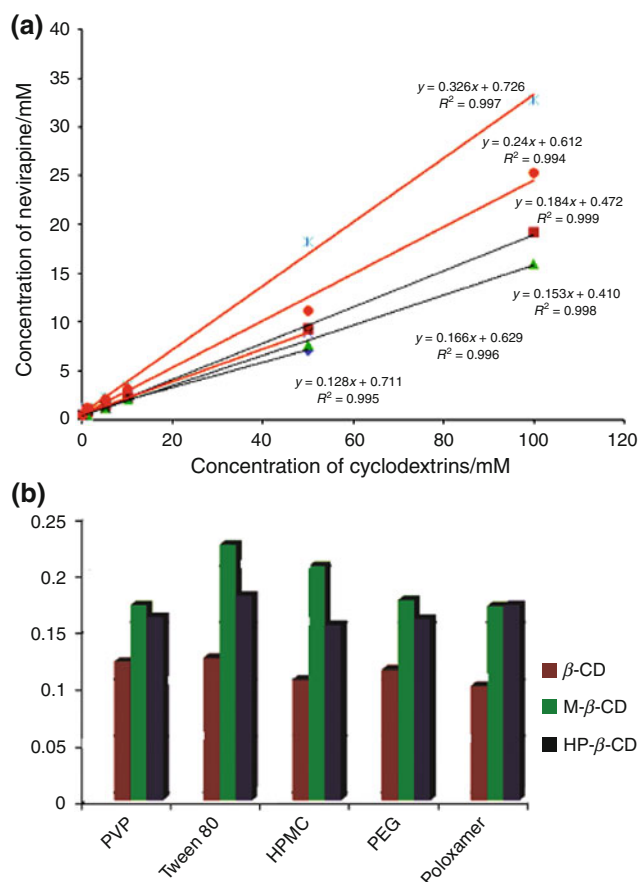 (a)
Concentration of nevirapine/mM
40
35
30
25
20
15
10
5
0
y = 0.326x + 0.726
R² = 0.997
y = 0.24x + 0.612
R² = 0.994
y = 0.184x + 0.472
R² = 0.999
y = 0.153x + 0.410
R² = 0.998
y = 0.166x + 0.629
R² = 0.996
y = 0.128x + 0.711
R² = 0.995
0 20 40 60 80 100 120
Concentration of cyclodextrins/mM
(b)
0.25
0.2
0.15
0.1
0.05
0
PVP
Tween 80
HPMC
PEG
Poloxamer
β-CD
M-β-CD
HP-β-CD